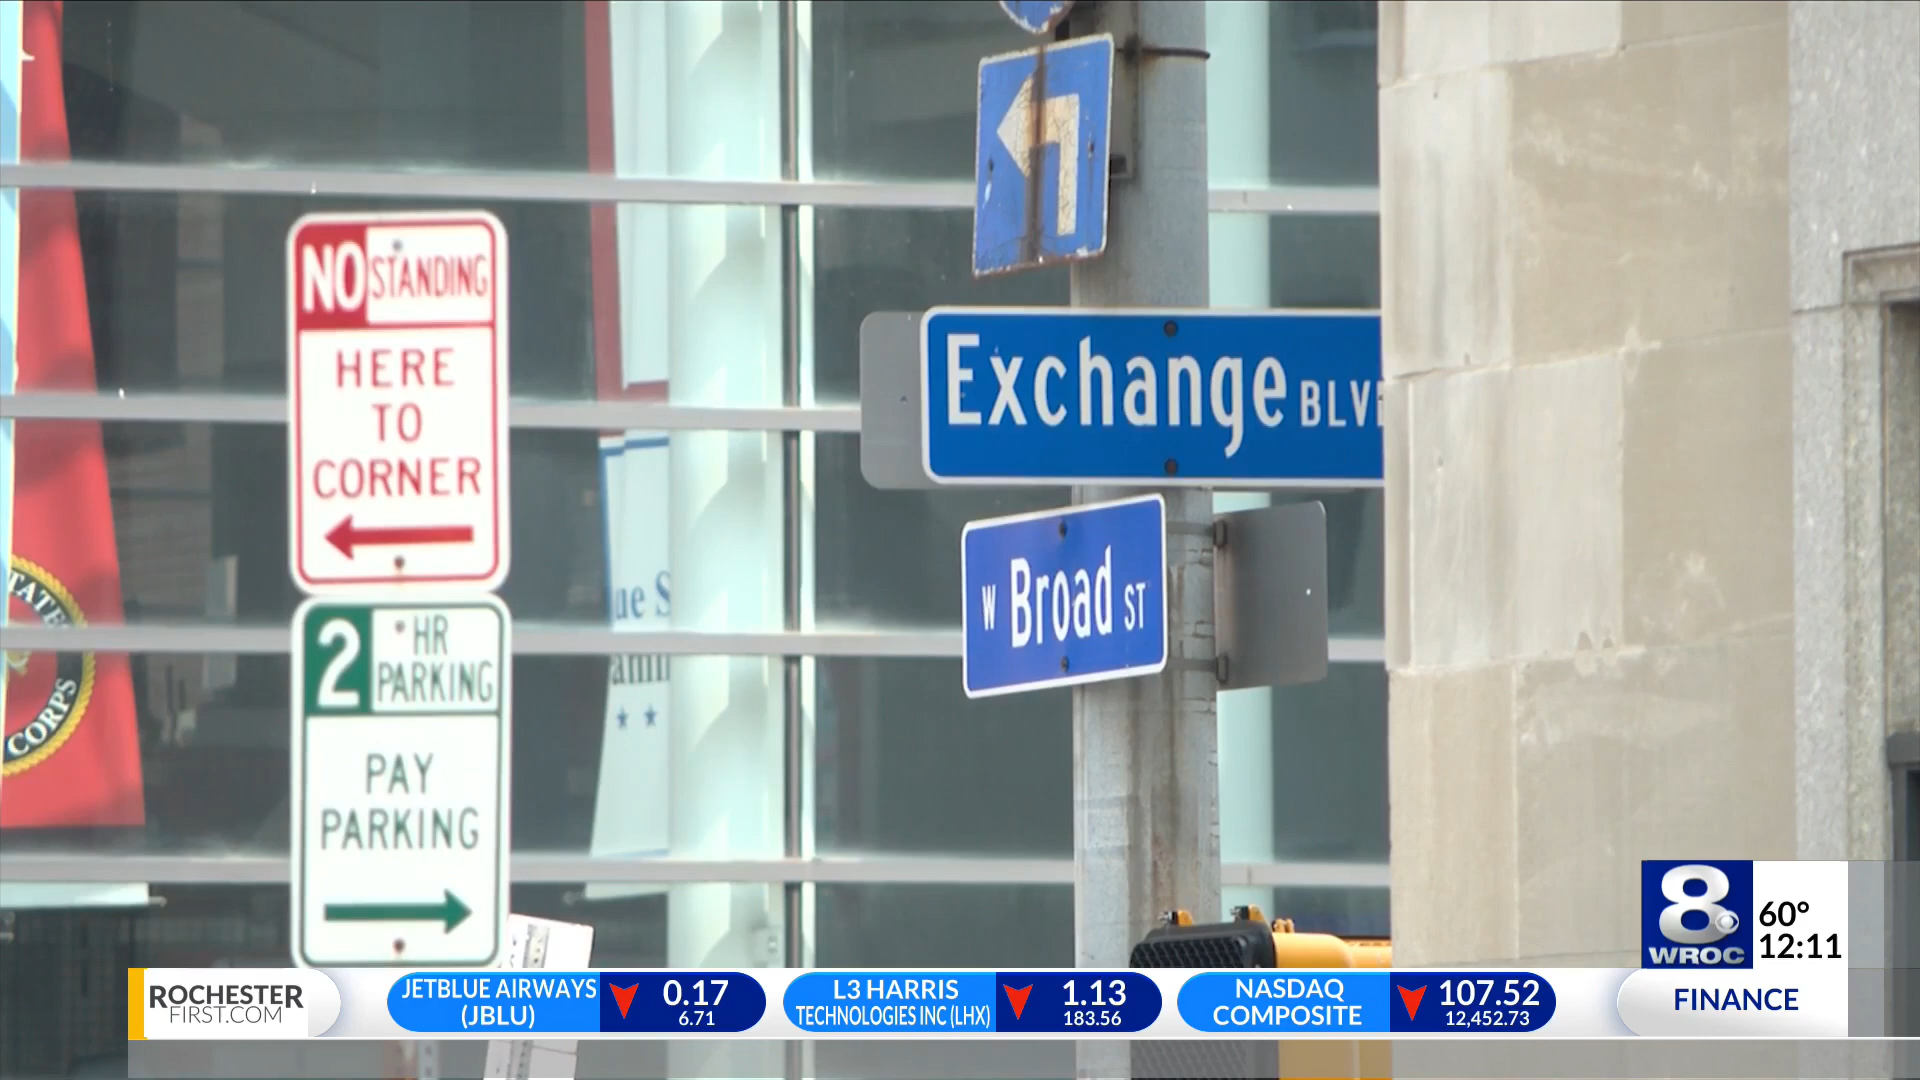 NO STANDING
HERE
TO
CORNER
2 HR
PARKING
PAY
PARKING
Exchange
W Broad ST
ue S
★ ★
TATES
CORPS
8
WROC
60°
12:11
ROCHESTER
FIRST.COM
JETBLUE AIRWAYS
(JBLU)
0.17
6.71
L3 HARRIS
TECHNOLOGIES INC (LHX)
1.13
183.56
NASDAQ
COMPOSITE
107.52
12,452.73
FINANCE